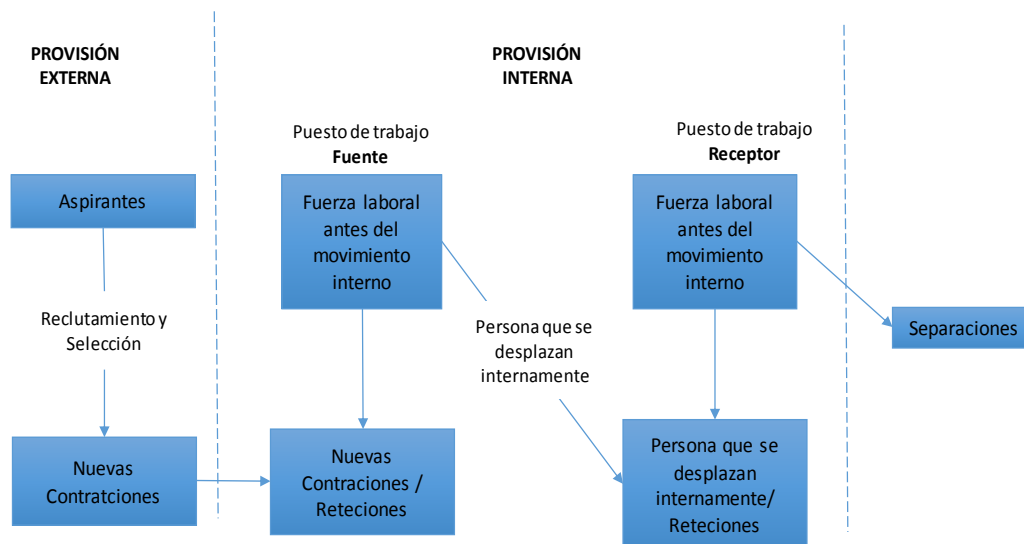 PROVISIÓN
EXTERNA
PROVISIÓN
INTERNA
Puesto de trabajo
Fuente
Puesto de trabajo
Receptor
Aspirantes
Fuerza laboral
antes del
movimiento
interno
Fuerza laboral
antes del
movimiento
interno
Reclutamiento y
Selección
Persona que se
desplazan
internamente
Separaciones
Nuevas
Contratciones
Nuevas
Contraciones /
Reteciones
Persona que se
desplazan
internamente/
Reteciones